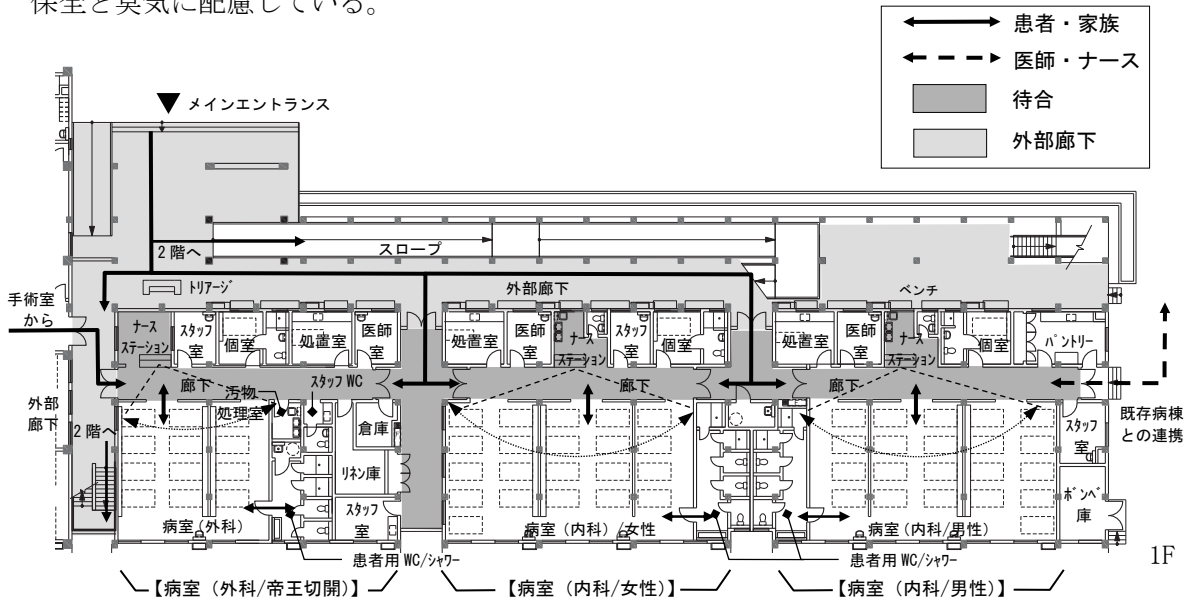 保全と臭気に配慮している。
患者・家族
医師・ナース
待合
外部廊下
メインエントランス
2階へ
スロープ
手術室
から
トリアージ
外部廊下
ベンチ
ナース
ステーション
スタッフ
室
個室
処置室
医師
室
処置室
医師
室
ナース
ステーション
スタッフ
室
個室
処置室
医師
室
ナース
ステーション
個室
パントリー
廊下
スタッフWC
廊下
廊下
汚物
処理室
外部
廊下
2階へ
倉庫
リネン庫
スタッフ
室
スタッフ
室
ボンベ
庫
既存病棟
との連携
病室(外科)
病室(内科)/女性
病室(内科/男性)
患者用WC/シャワー
患者用WC/シャワー
1F
【病室(外科/帝王切開)】
【病室(内科/女性)】
【病室(内科/男性)】